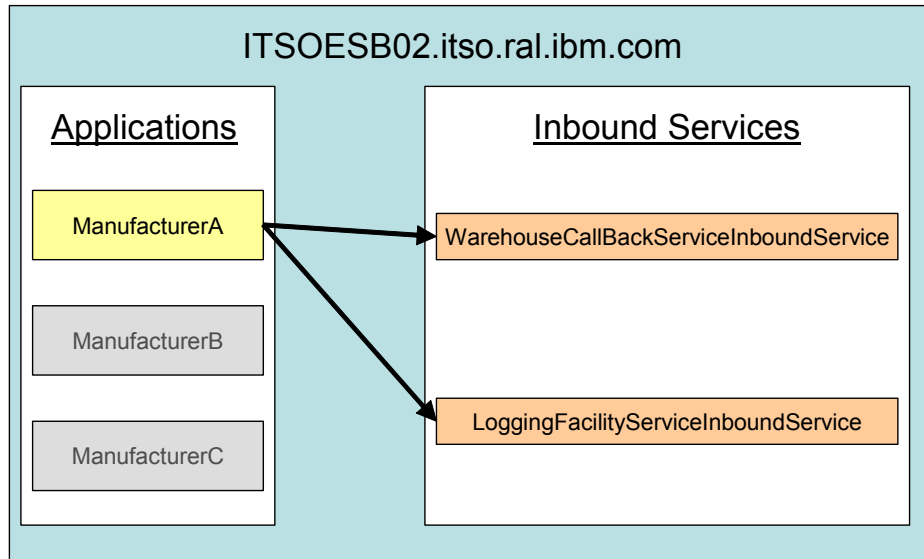 ITSOESB02.itso.ral.ibm.com
Applications
ManufacturerA
ManufacturerB
ManufacturerC
Inbound Services
WarehouseCallBackServiceInboundService
LoggingFacilityServiceInboundService